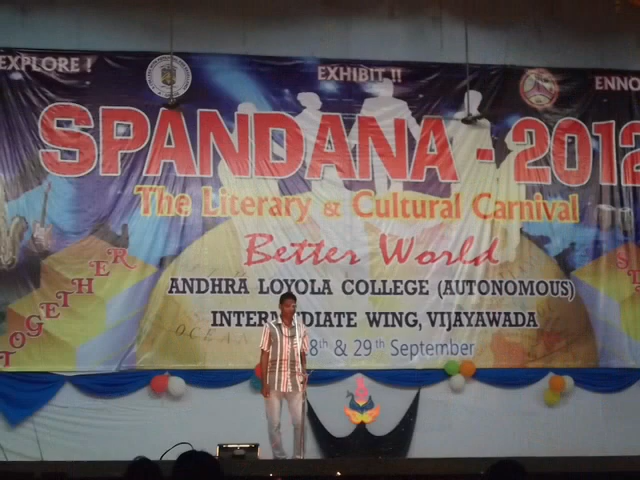 EXPLORE ! EXHIBIT !!
SPANDANA - 2012
The Literary & Cultural Carnival
Better World
TOGETHER
ANDHRA LOYOLA COLLEGE (AUTONOMOUS)
INTERMEDIATE WING, VIJAYAWADA
& 29th September